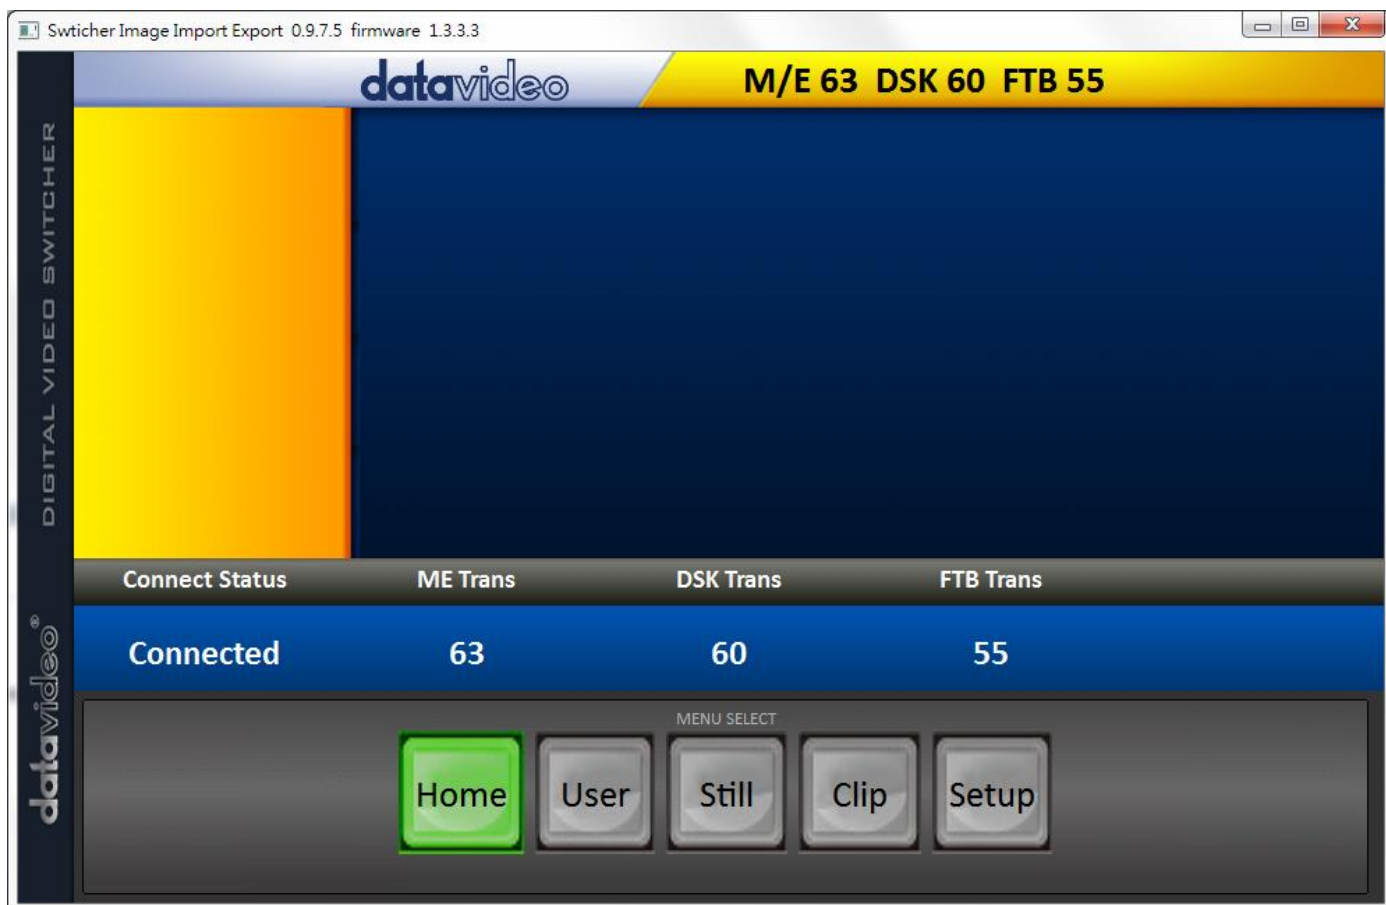 Swticher Image Import Export 0.9.7.5 firmware 1.3.3.3
datavideo
M/E 63 DSK 60 FTB 55
DIGITAL VIDEO SWITCHER
datavideo®
Connect Status ME Trans DSK Trans FTB Trans
Connected 63 60 55
MENU SELECT
Home User Still Clip Setup